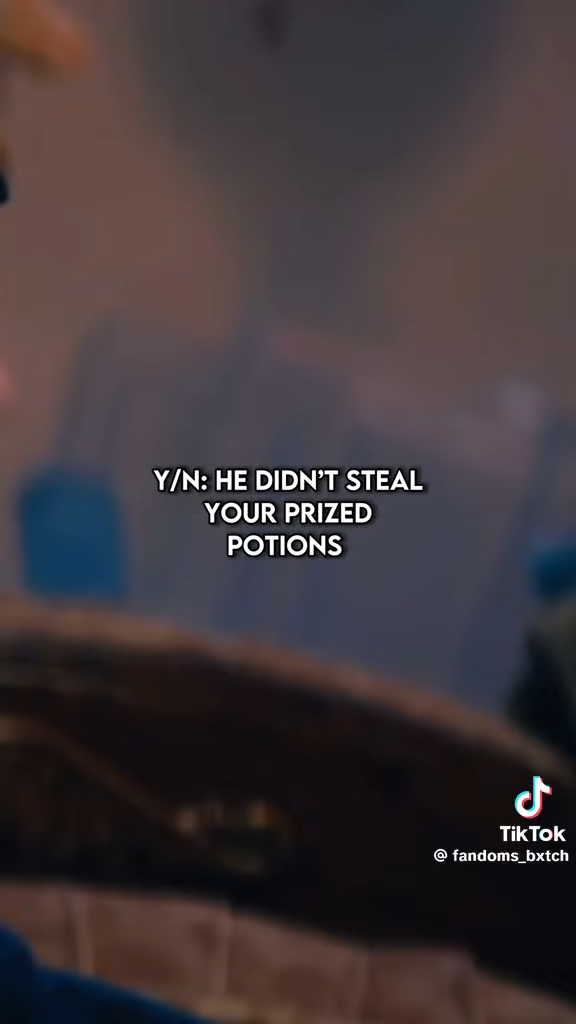 Y/N: HE DIDN'T STEAL
YOUR PRIZED
POTIONS
TikTok
@ fandoms_bxtch